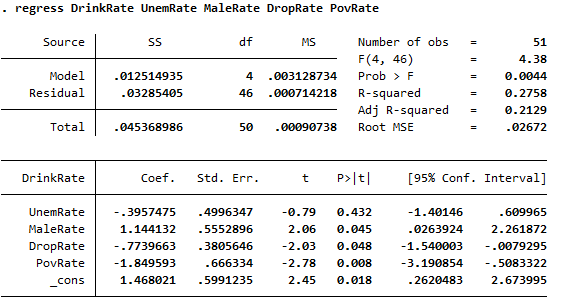 . regress DrinkRate UnemRate MaleRate DropRate PovRate
Source SS df MS Number of obs = 51
F(4, 46) = 4.38
Model .012514935 4 .003128734 Prob > F = 0.0044
Residual .03285405 46 .000714218 R-squared = 0.2758
Adj R-squared = 0.2129
Total .045368986 50 .00090738 Root MSE = .02672
DrinkRate Coef. Std. Err. t P>|t| [95% Conf. Interval]
UnemRate -.3957475 .4996347 -0.79 0.432 -1.40146 .609965
MaleRate 1.144132 .5552896 2.06 0.045 .0263924 2.261872
DropRate -.7739663 .3805646 -2.03 0.048 -1.540003 -.0079295
PovRate -1.849593 .666334 -2.78 0.008 -3.190854 -.5083322
_cons 1.468021 .5991235 2.45 0.018 .2620483 2.673995